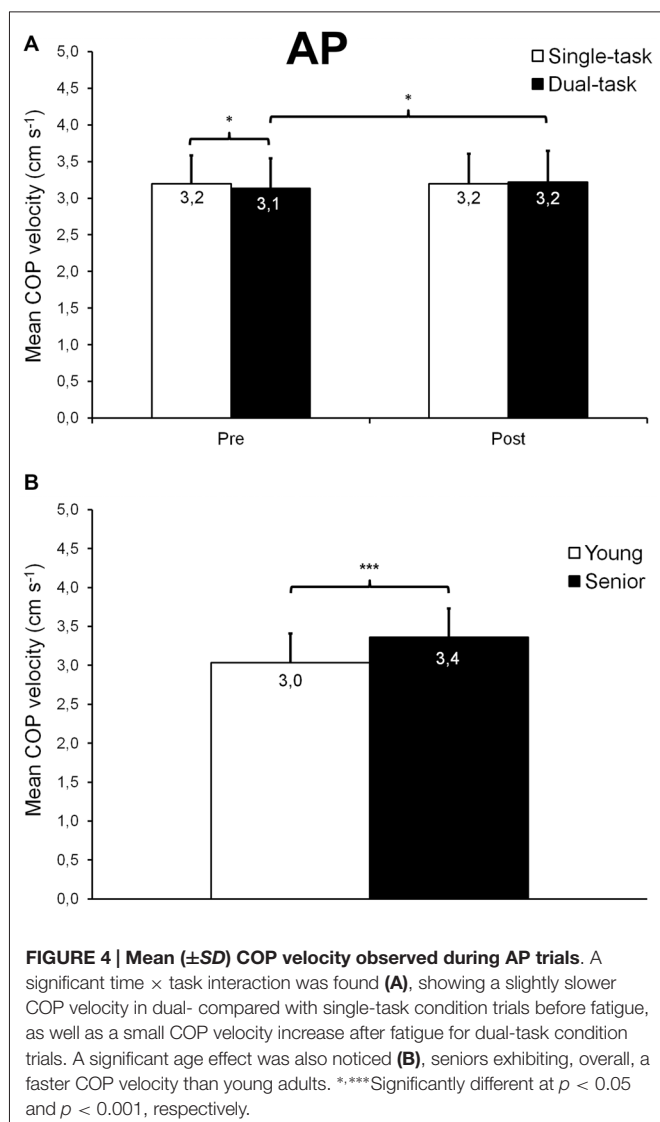 A
AP
Single-task
Dual-task
Mean COP velocity (cm s-1)
5,0
4,5
4,0
3,5
3,0
2,5
2,0
1,5
1,0
0,5
0,0
*
*
3,2
3,1
3,2
3,2
Pre
Post
B
Young
Senior
Mean COP velocity (cm s-1)
5,0
4,5
4,0
3,5
3,0
2,5
2,0
1,5
1,0
0,5
0,0
***
3,0
3,4
FIGURE 4 | Mean (±SD) COP velocity observed during AP trials. A
significant time × task interaction was found (A), showing a slightly slower
COP velocity in dual- compared with single-task condition trials before fatigue,
as well as a small COP velocity increase after fatigue for dual-task condition
trials. A significant age effect was also noticed (B), seniors exhibiting, overall, a
faster COP velocity than young adults. *,***Significantly different at p < 0.05
and p < 0.001, respectively.